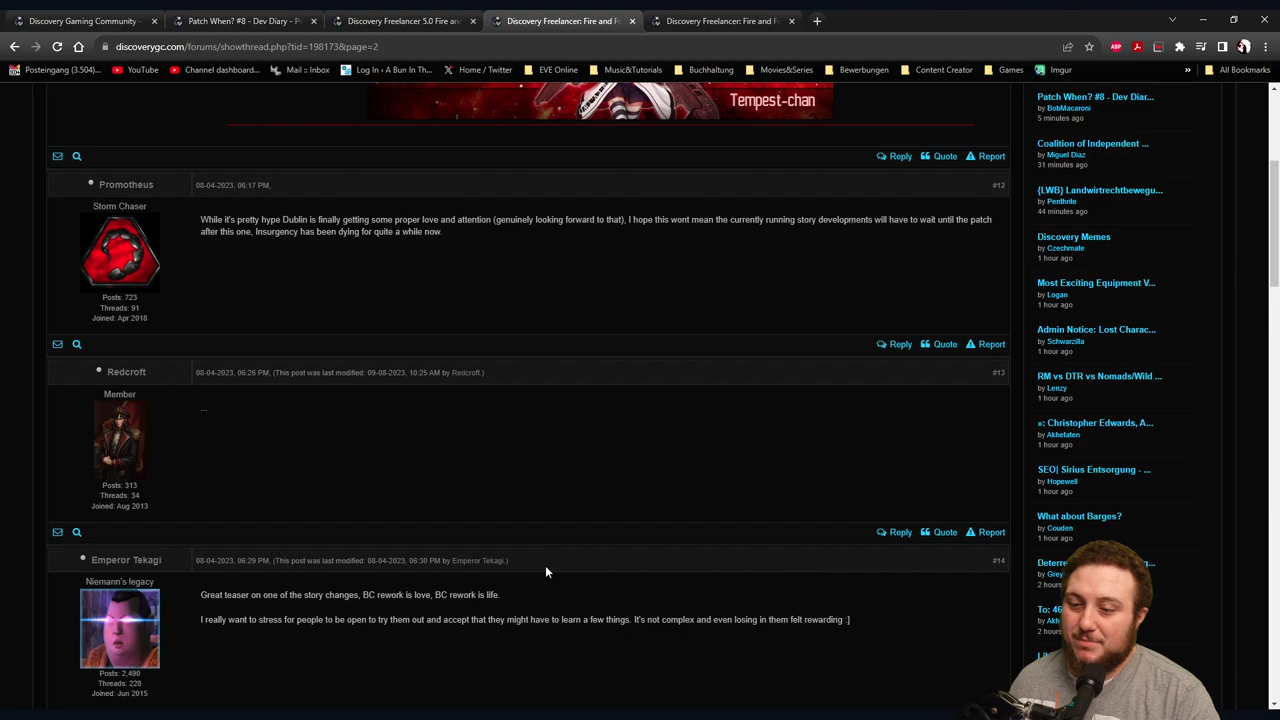 Discovery Gaming Community -
Patch When? #8 - Dev Diary - P
Discovery Freelancer 5.0 Fire and
Discovery Freelancer: Fire and Fo
Discovery Freelancer: Fire and Fo
discoverygc.com/forums/showthread.php?tid=198173&page=2
Posteingang (3.504)...
YouTube
Channel dashboard...
Mail :: Inbox
Log In ‹ A Bun In Th...
Home / Twitter
EVE Online
Music&Tutorials
Buchhaltung
Movies&Series
Bewerbungen
Content Creator
Games
Imgur
»
All Bookmarks
Tempest-chan
Reply
Quote
Report
Promotheus
08-04-2023, 06:17 PM,
#12
Storm Chaser
While it's pretty hype Dublin is finally getting some proper love and attention (genuinely looking forward to that), I hope this wont mean the currently running story developments will have to wait until the patch
after this one, Insurgency has been dying for quite a while now.
Posts: 723
Threads: 91
Joined: Apr 2018
Reply
Quote
Report
Redcroft
08-04-2023, 06:26 PM, (This post was last modified: 09-08-2023, 10:25 AM by Redcroft.)
#13
Member
...
Posts: 313
Threads: 34
Joined: Aug 2013
Reply
Quote
Report
Emperor Tekagi
08-04-2023, 06:29 PM, (This post was last modified: 08-04-2023, 06:30 PM by Emperor Tekagi.)
#14
Niemann's legacy
Great teaser on one of the story changes, BC rework is love, BC rework is life.
I really want to stress for people to be open to try them out and accept that they might have to learn a few things. It's not complex and even losing in them felt rewarding :]
Posts: 2,490
Threads: 228
Joined: Jun 2015
Patch When? #8 - Dev Diar...
by BobMacaroni
5 minutes ago
Coalition of Independent ...
by Miguel Diaz
31 minutes ago
{LWB} Landwirtrechtbewegu...
by Penthrite
44 minutes ago
Discovery Memes
by Czechmate
1 hour ago
Most Exciting Equipment V...
by Logan
1 hour ago
Admin Notice: Lost Charac...
by Schwarzilla
1 hour ago
RM vs DTR vs Nomads/Wild ...
by Lenzy
1 hour ago
»: Christopher Edwards, A...
by Akhetaten
1 hour ago
SEO| Sirius Entsorgung - ...
by Hopewell
1 hour ago
What about Barges?
by Couden
1 hour ago
Deterre
by Grey
2 hours
To: 46
by Akh
2 hours